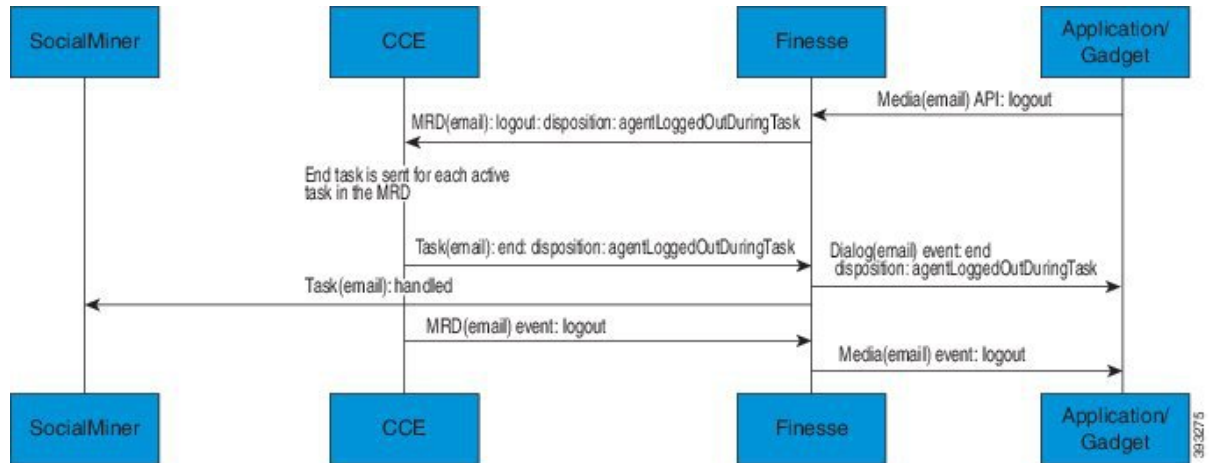 SocialMiner
CCE
Finesse
Application/
Gadget
Media(email) API: logout
MRD(email): logout: disposition: agentLoggedOutDuringTask
End task is sent for each active
task in the MRD
Task(email): end: disposition: agentLoggedOutDuringTask
Dialog(email) event: end
disposition: agentLoggedOutDuringTask
Task(email): handled
MRD(email) event: logout
Media(email) event: logout
SocialMiner
CCE
Finesse
Application/
Gadget
393275